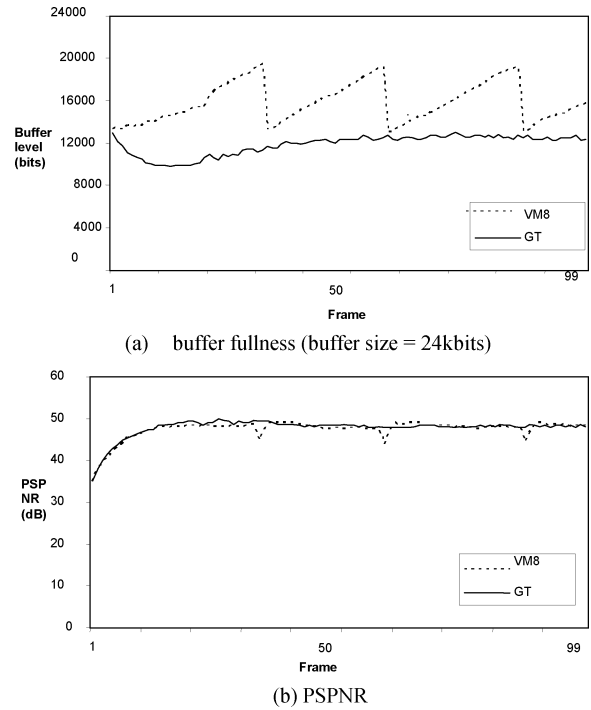 24000
20000
16000
Buffer
level
(bits)
12000
8000
4000
0
VM8
GT
1
50
99
Frame
(a) buffer fullness (buffer size = 24kbits)
60
50
40
PSP
NR
(dB)
30
20
10
0
VM8
GT
1
50
99
Frame
(b) PSPNR